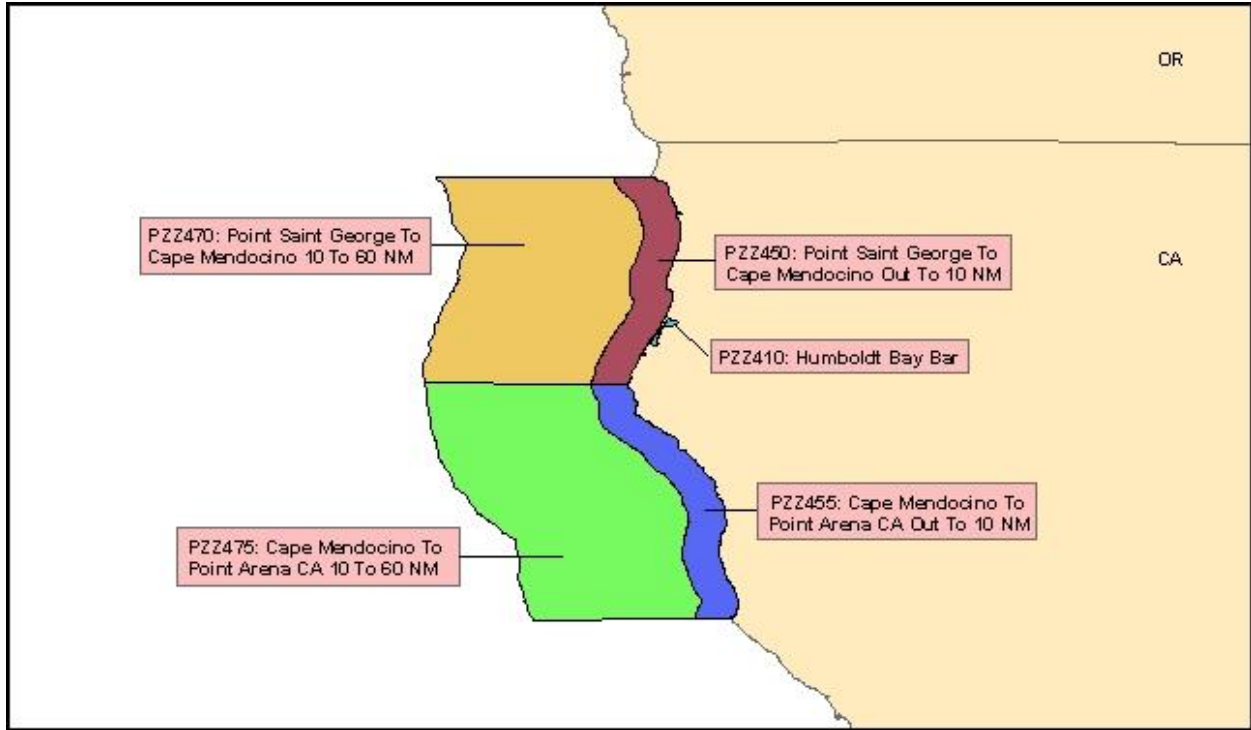 OR
PZZ470: Point Saint George To
Cape Mendocino 10 To 60 NM
PZZ450: Point Saint George To
Cape Mendocino Out To 10 NM
CA
PZZ410: Humboldt Bay Bar
PZZ455: Cape Mendocino To
Point Arena CA Out To 10 NM
PZZ475: Cape Mendocino To
Point Arena CA 10 To 60 NM